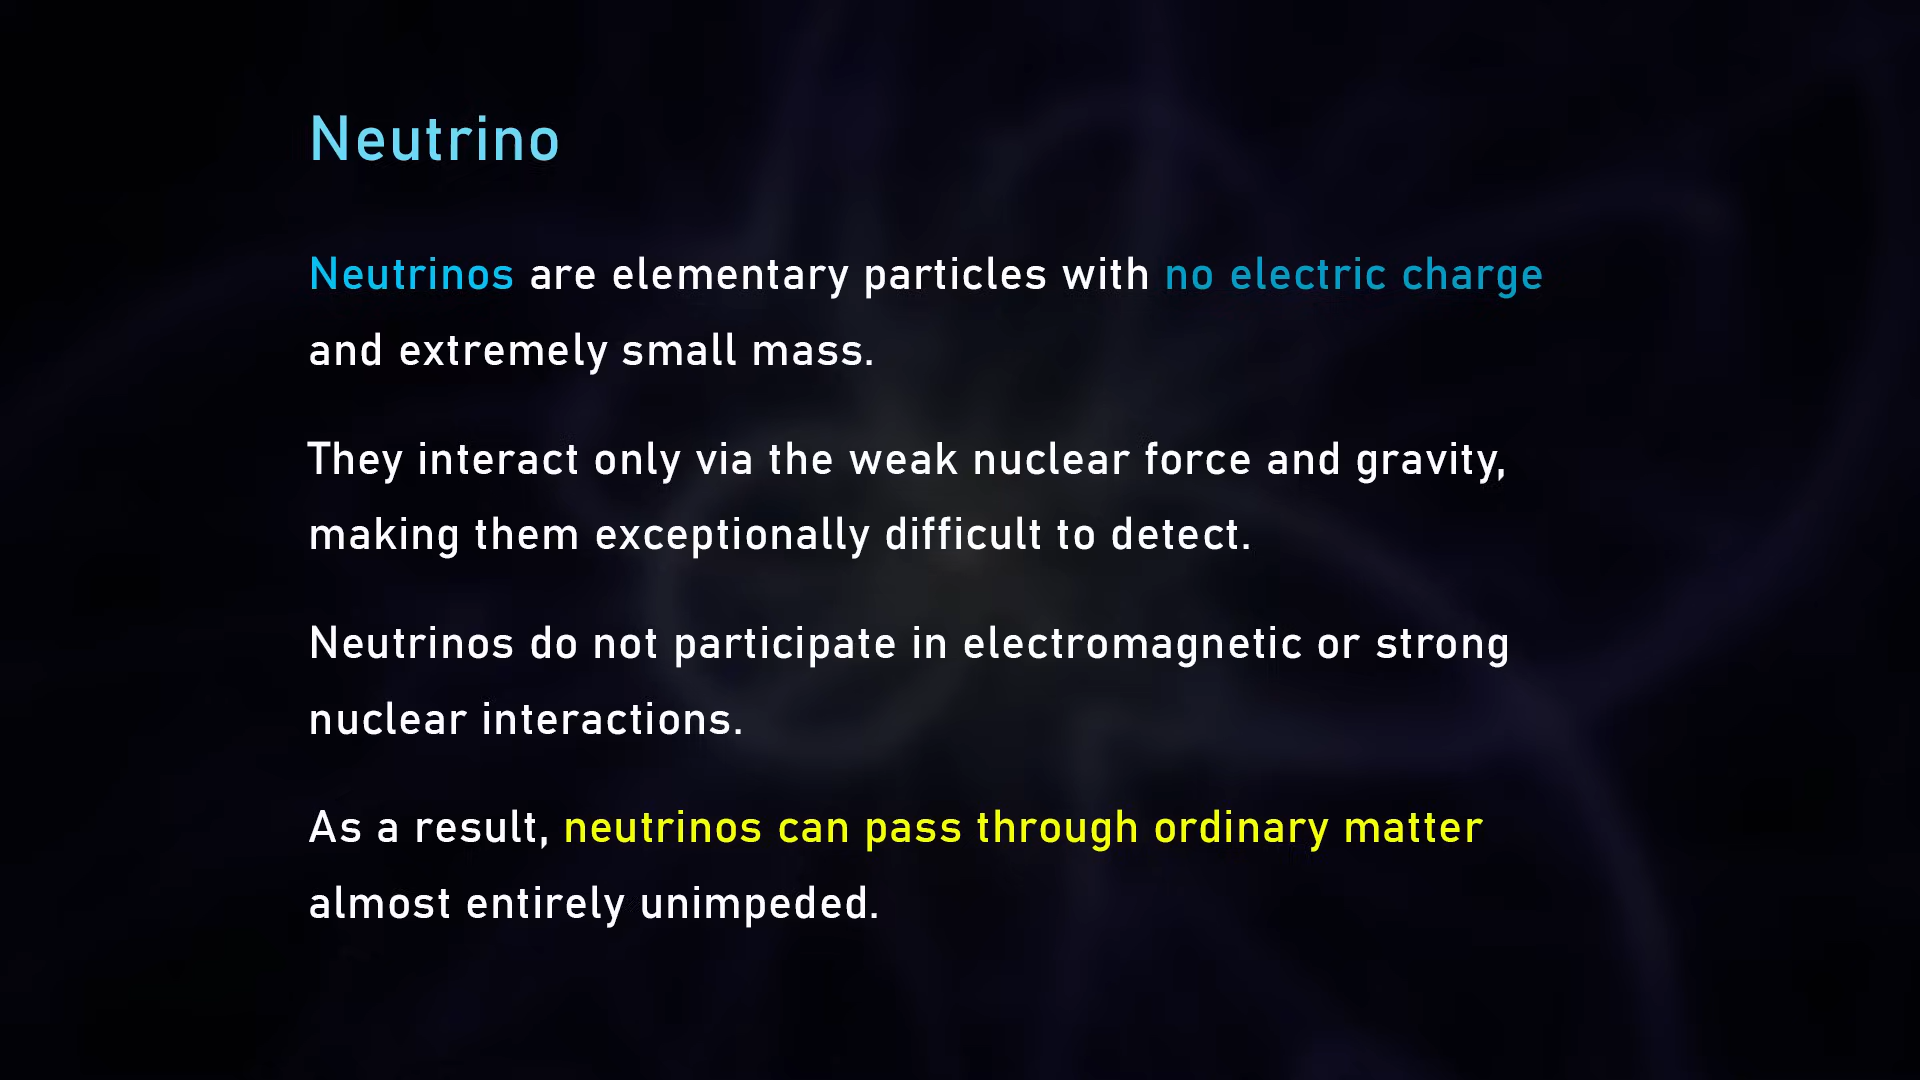 Neutrino
Neutrinos are elementary particles with no electric charge
and extremely small mass.
They interact only via the weak nuclear force and gravity,
making them exceptionally difficult to detect.
Neutrinos do not participate in electromagnetic or strong
nuclear interactions.
As a result, neutrinos can pass through ordinary matter
almost entirely unimpeded.